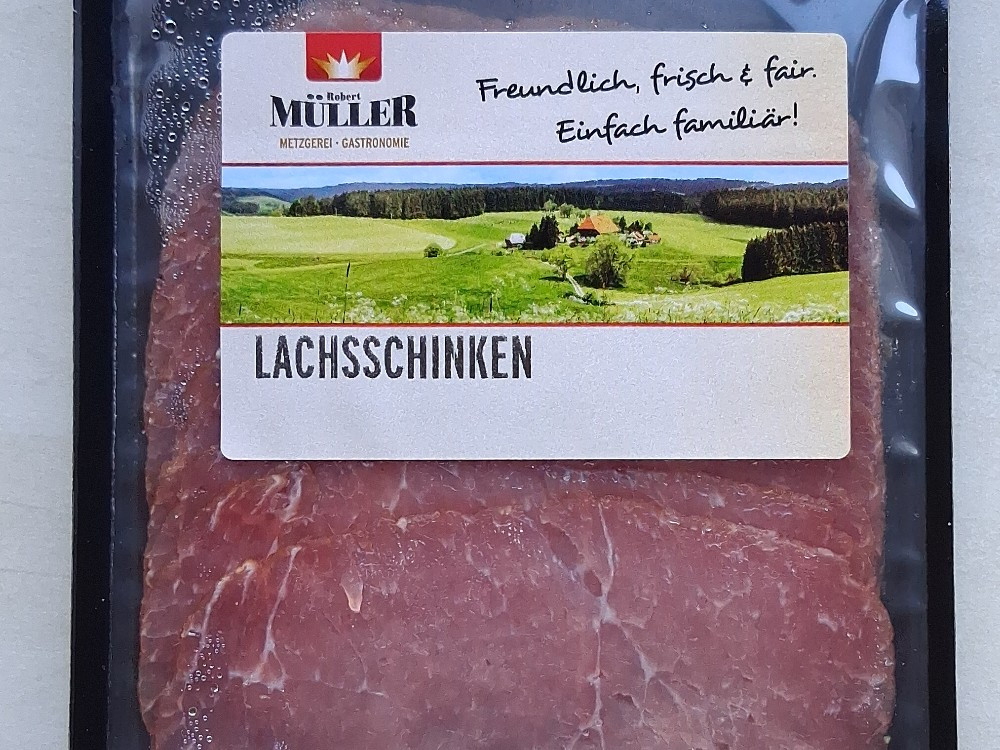 Robert
MÜLLER
METZGEREI · GASTRONOMIE
Freundlich, frisch & fair.
Einfach familiär!
LACHSSCHINKEN